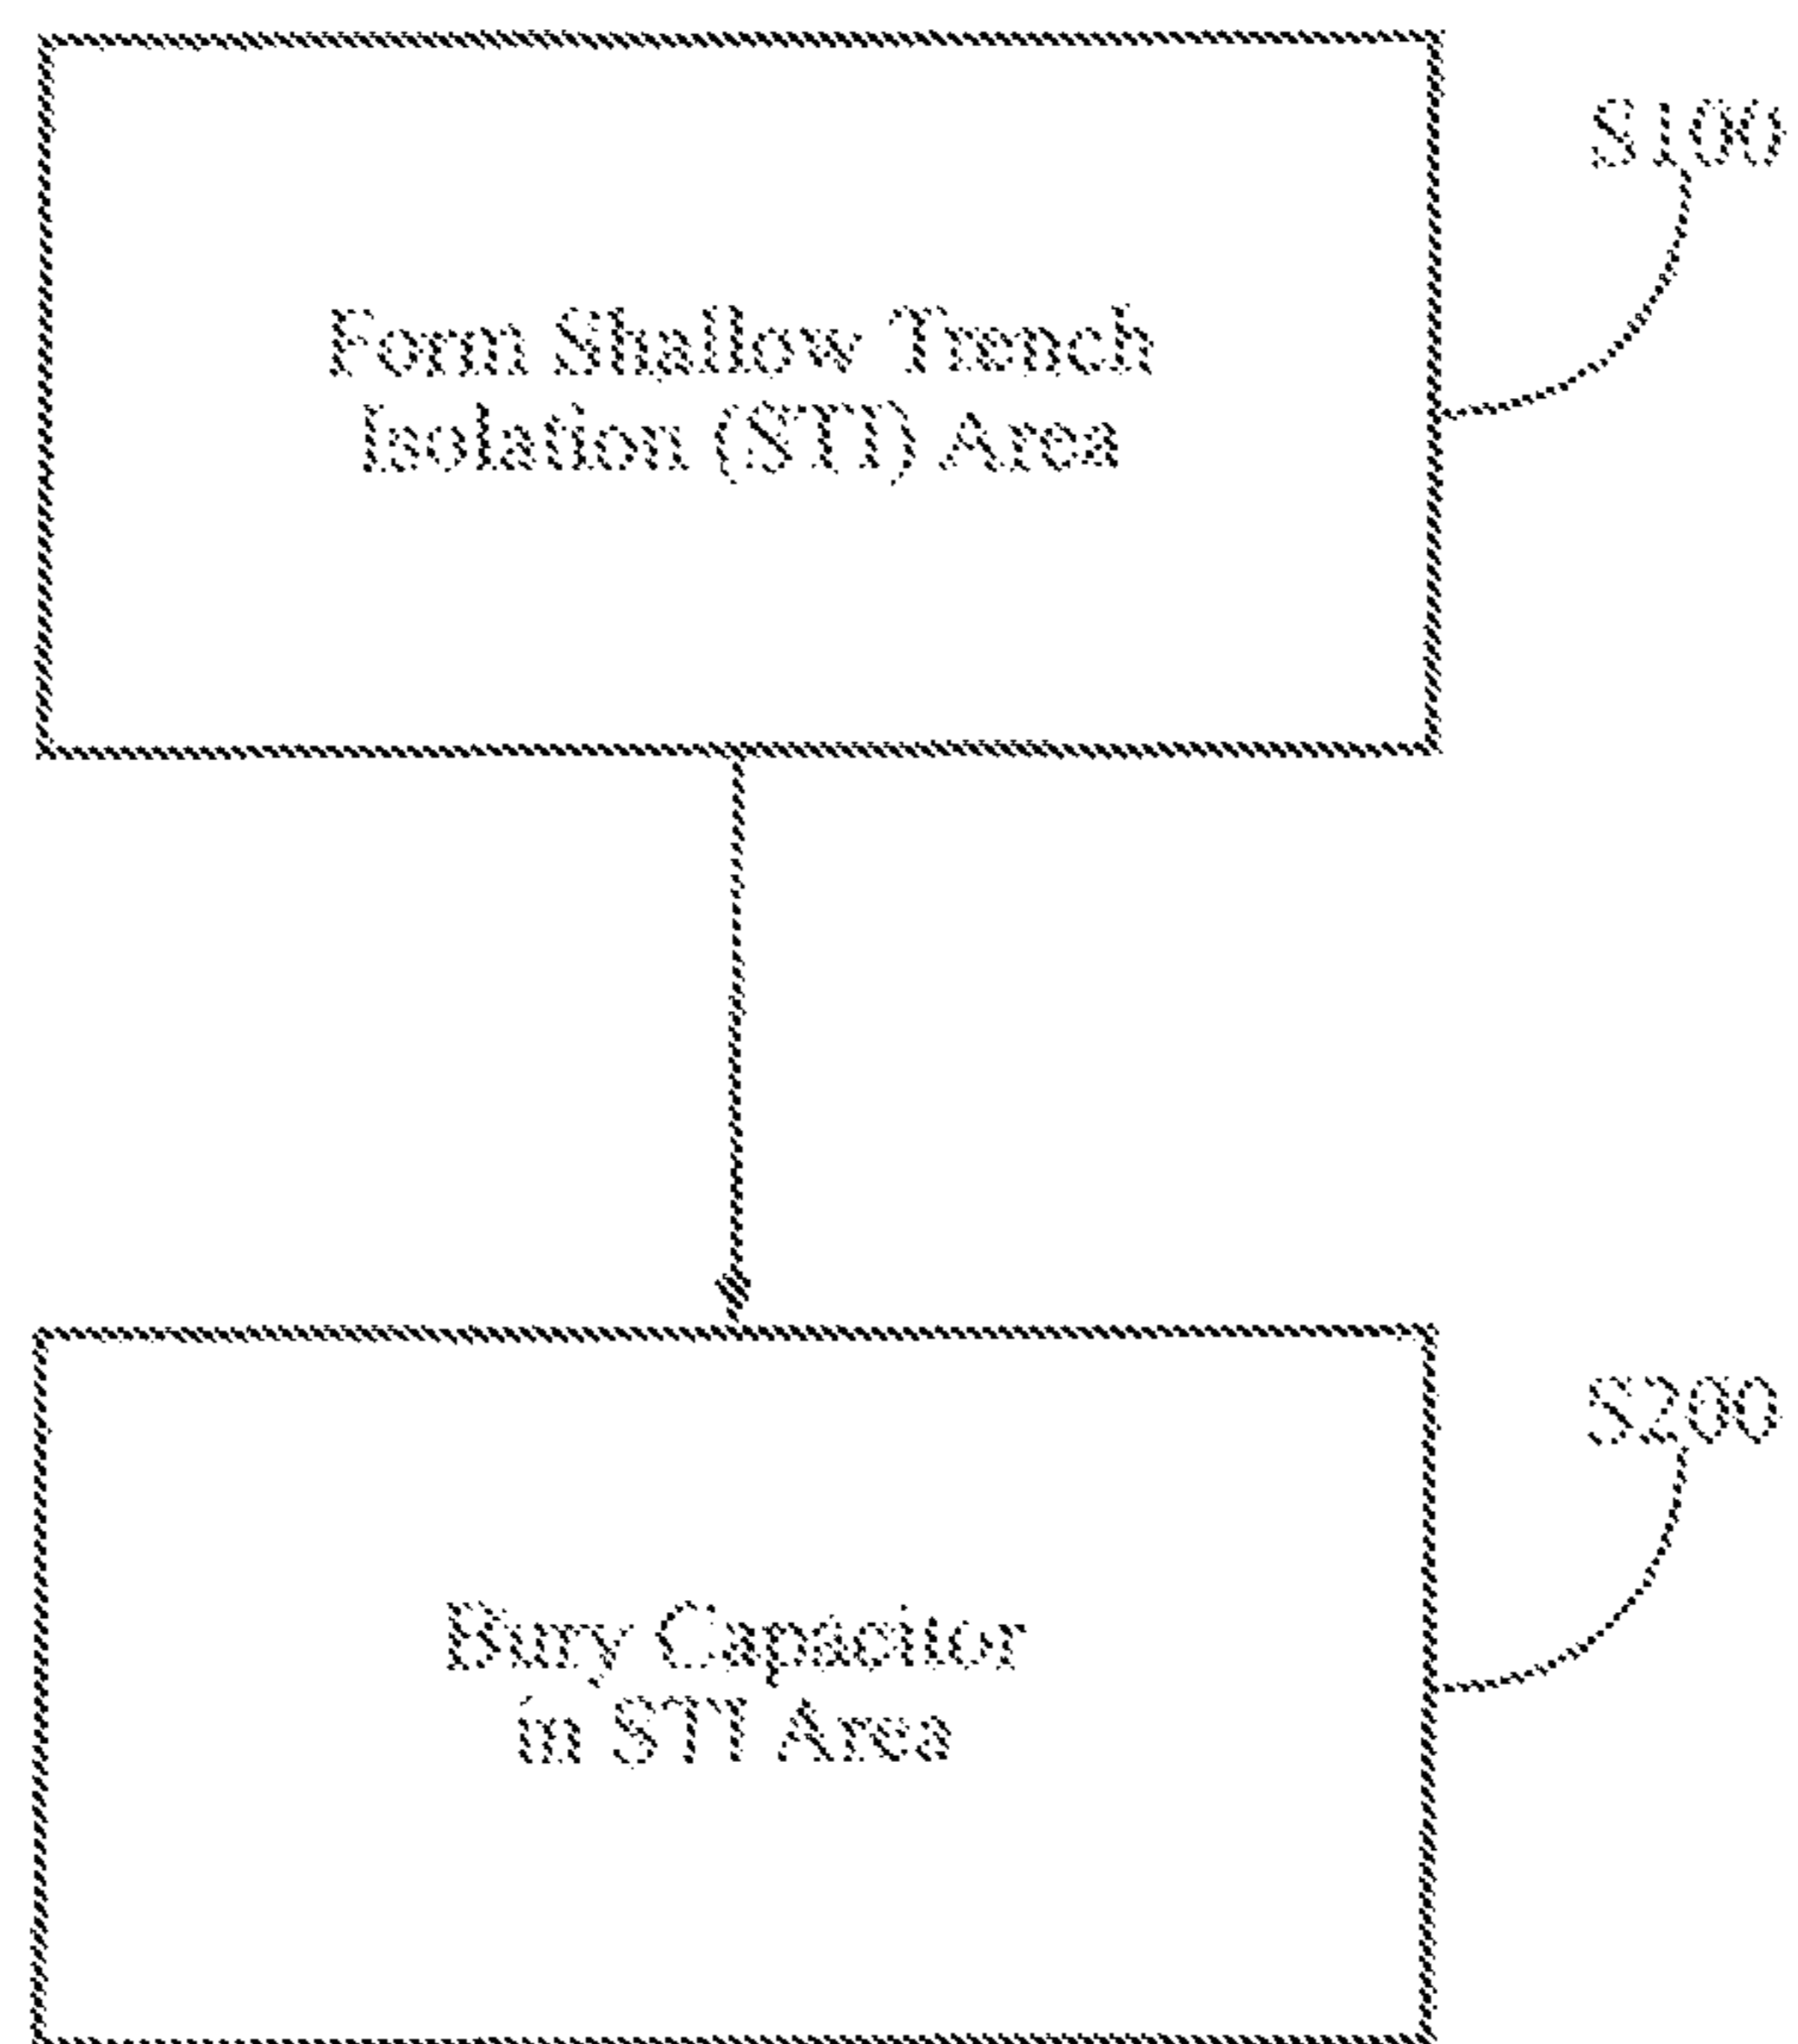 S100
Form Shallow Trench
Isolation (STI) Area
S200
Bury Capacitor
in STI Area